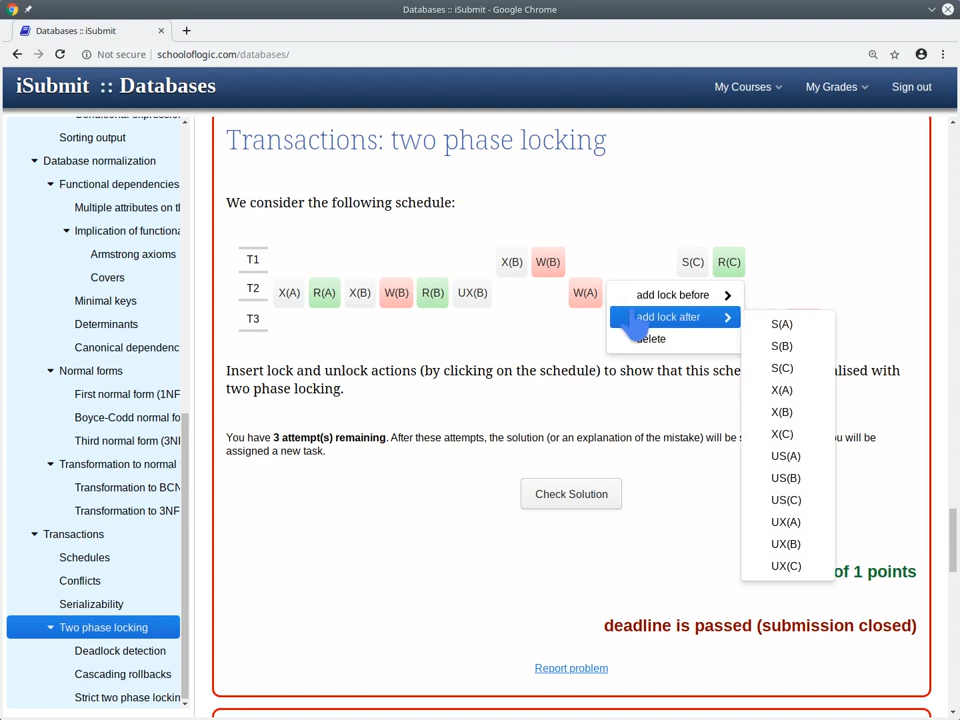 Databases :: iSubmit - Google Chrome
Databases :: iSubmit
Not secure
schooloflogic.com/databases/
iSubmit :: Databases
My Courses
My Grades
Sign out
Sorting output
Database normalization
Functional dependencies
Multiple attributes on t
Implication of functiona
Armstrong axioms
Covers
Minimal keys
Determinants
Canonical dependenc
Normal forms
First normal form (1NF
Boyce-Codd normal fo
Third normal form (3N
Transformation to normal
Transformation to BCN
Transformation to 3NF
Transactions
Schedules
Conflicts
Serializability
Two phase locking
Deadlock detection
Cascading rollbacks
Strict two phase lockin
Transactions: two phase locking
We consider the following schedule:
T1 X(B) W(B) S(C) R(C)
T2 X(A) R(A) X(B) W(B) R(B) UX(B) W(A)
T3
add lock before
add lock after
delete
S(A)
S(B)
S(C)
X(A)
X(B)
X(C)
US(A)
US(B)
US(C)
UX(A)
UX(B)
UX(C)
Insert lock and unlock actions (by clicking on the schedule) to show that this sche alised with
two phase locking.
You have 3 attempt(s) remaining. After these attempts, the solution (or an explanation of the mistake) will be s ou will be
assigned a new task.
Check Solution
of 1 points
deadline is passed (submission closed)
Report problem